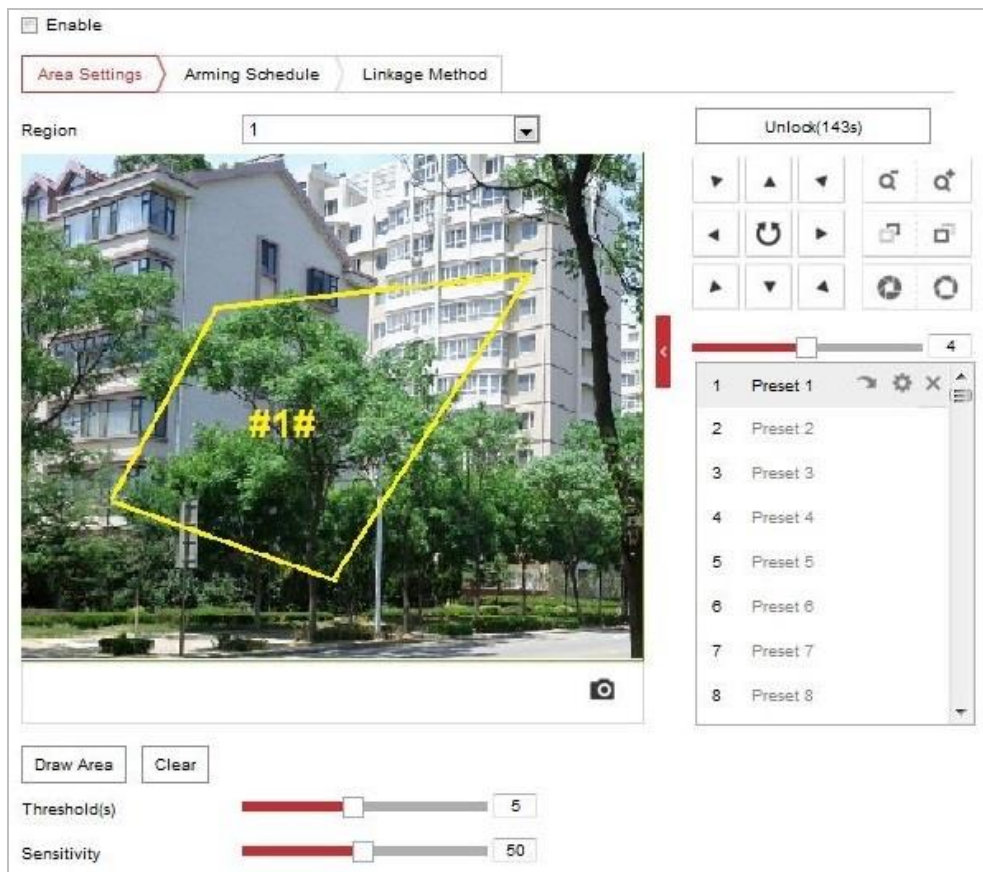 Enable
Area Settings Arming Schedule Linkage Method
Region 1
Unlock(143s)
#1#
4
1 Preset 1
2 Preset 2
3 Preset 3
4 Preset 4
5 Preset 5
6 Preset 6
7 Preset 7
8 Preset 8
Draw Area Clear
Threshold(s) 5
Sensitivity 50